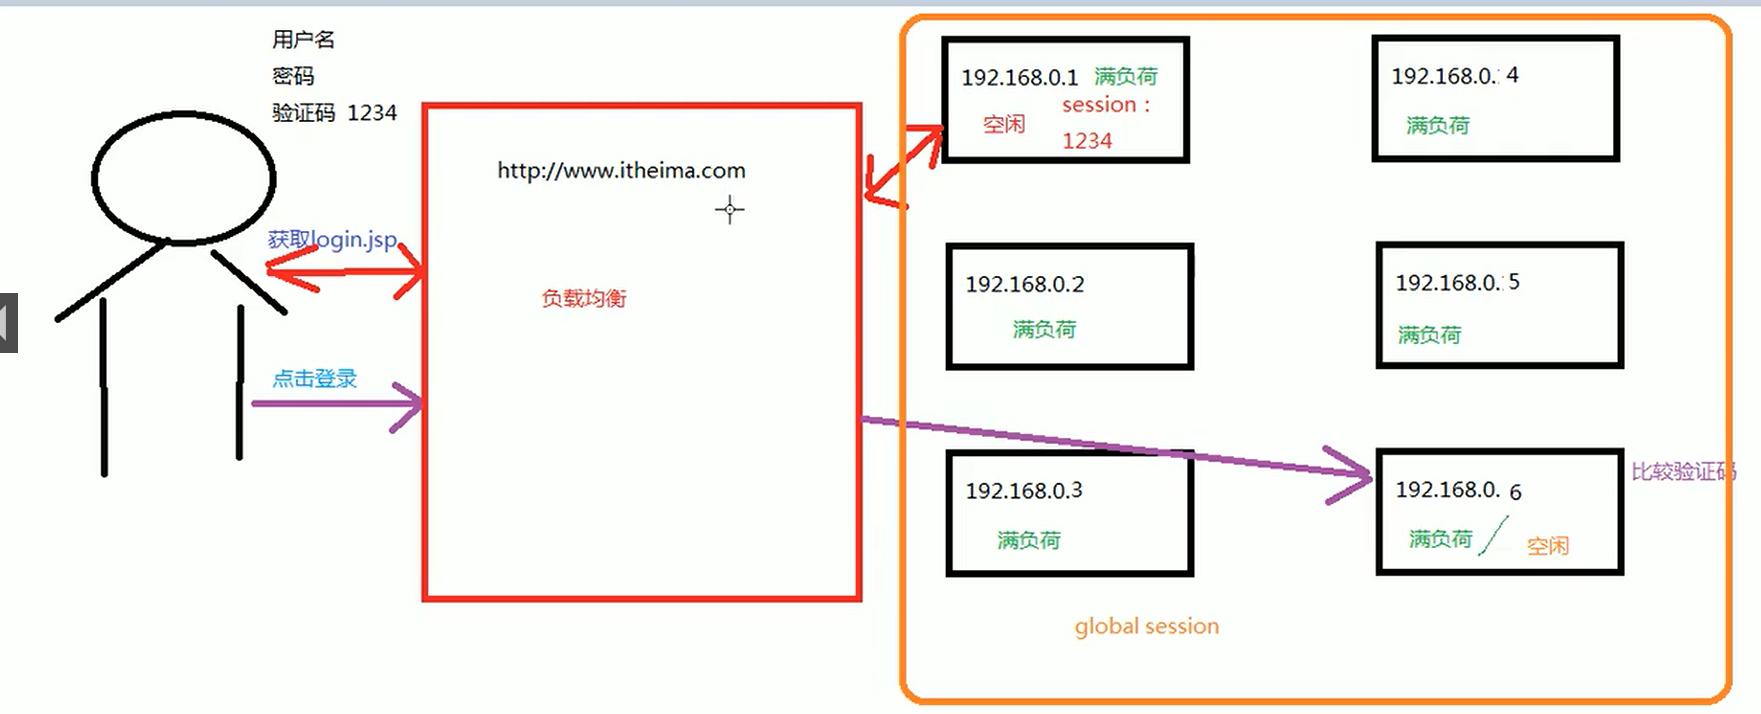 用户名
密码
验证码 1234
获取login.jsp
点击登录
http://www.itheima.com
负载均衡
192.168.0.1 满负荷
空闲
session：
1234
192.168.0.2
满负荷
192.168.0.3
满负荷
192.168.0. 4
满负荷
192.168.0. 5
满负荷
192.168.0. 6
满负荷 / 空闲
比较验证码
global session